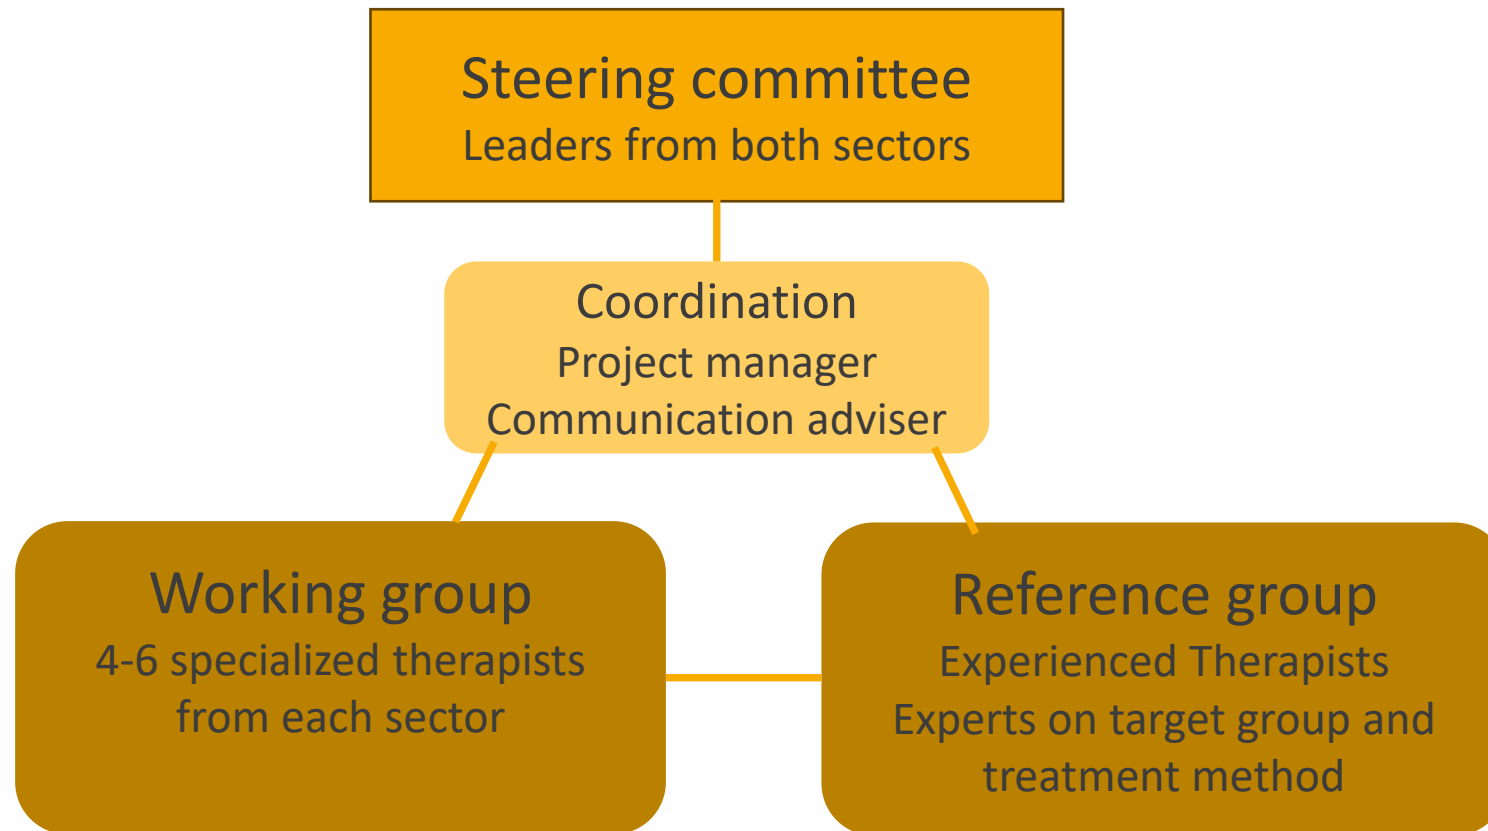 Steering committee
Leaders from both sectors
Coordination
Project manager
Communication adviser
Working group
4-6 specialized therapists
from each sector
Reference group
Experienced Therapists
Experts on target group and
treatment method